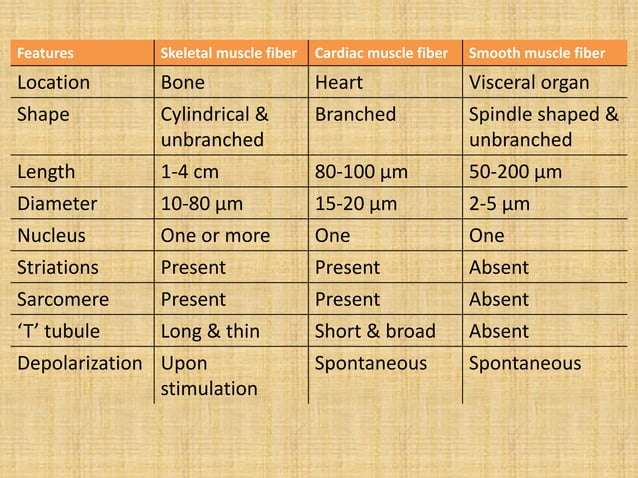 Features Skeletal muscle fiber Cardiac muscle fiber Smooth muscle fiber
Location Bone Heart Visceral organ
Shape Cylindrical & Branched Spindle shaped &
unbranched unbranched
Length 1-4 cm 80-100 μm 50-200 μm
Diameter 10-80 μm 15-20 μm 2-5 μm
Nucleus One or more One One
Striations Present Present Absent
Sarcomere Present Present Absent
‘T’ tubule Long & thin Short & broad Absent
Depolarization Upon Spontaneous Spontaneous
stimulation